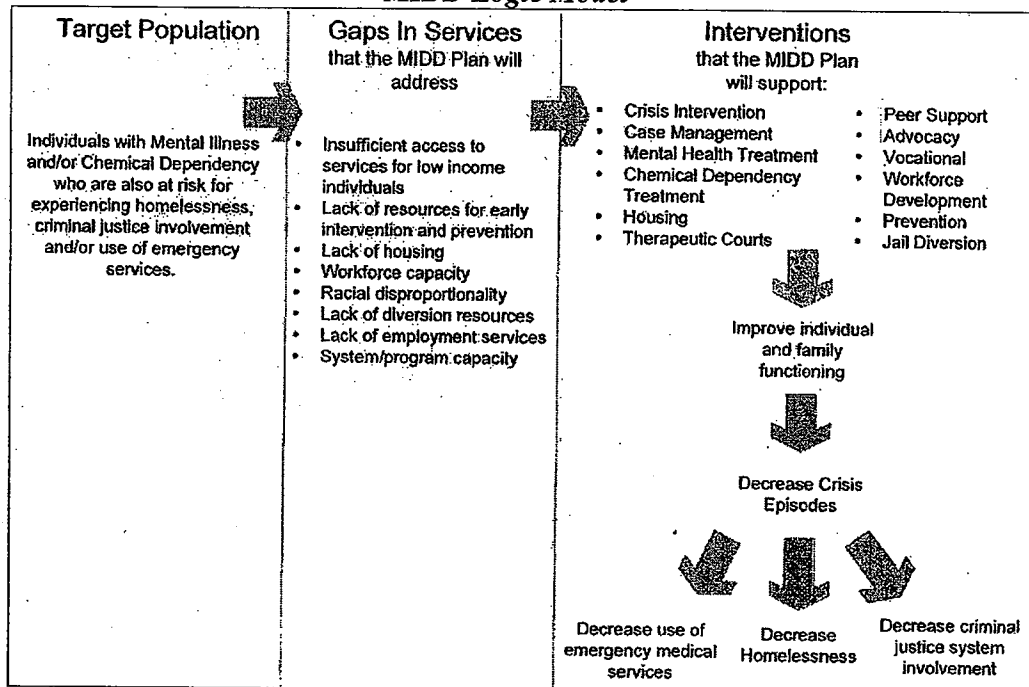 MIDD Logic Model
Target Population
Individuals with Mental Illness
and/or Chemical Dependency
who are also at risk for
experiencing homelessness,
criminal justice involvement
and/or use of emergency
services.
Gaps In Services
that the MIDD Plan will
address
• Insufficient access to
services for low income
individuals
• Lack of resources for early
intervention and prevention
• Lack of housing
• Workforce capacity
• Racial disproportionality
• Lack of diversion resources
• Lack of employment services
• System/program capacity
Interventions
that the MIDD Plan
will support:
• Crisis Intervention
• Case Management
• Mental Health Treatment
• Chemical Dependency
Treatment
• Housing
• Therapeutic Courts
• Peer Support
• Advocacy
• Vocational
• Workforce
Development
• Prevention
• Jail Diversion
Improve individual
and family
functioning
Decrease Crisis
Episodes
Decrease use of
emergency medical
services
Decrease
Homelessness
Decrease criminal
justice system
involvement